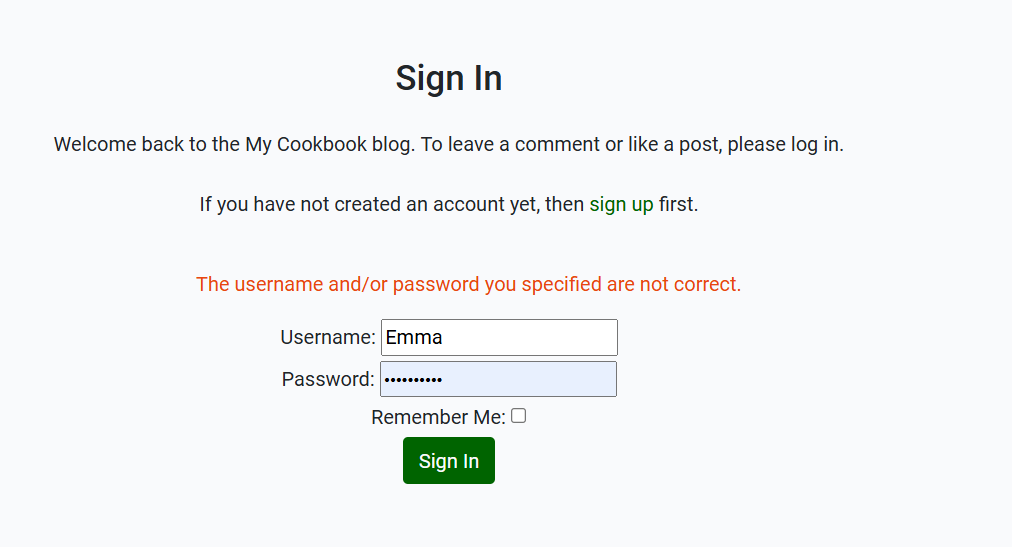 Sign In
Welcome back to the My Cookbook blog. To leave a comment or like a post, please log in.
If you have not created an account yet, then sign up first.
The username and/or password you specified are not correct.
Username: Emma
Password: ••••••••••
Remember Me:
Sign In